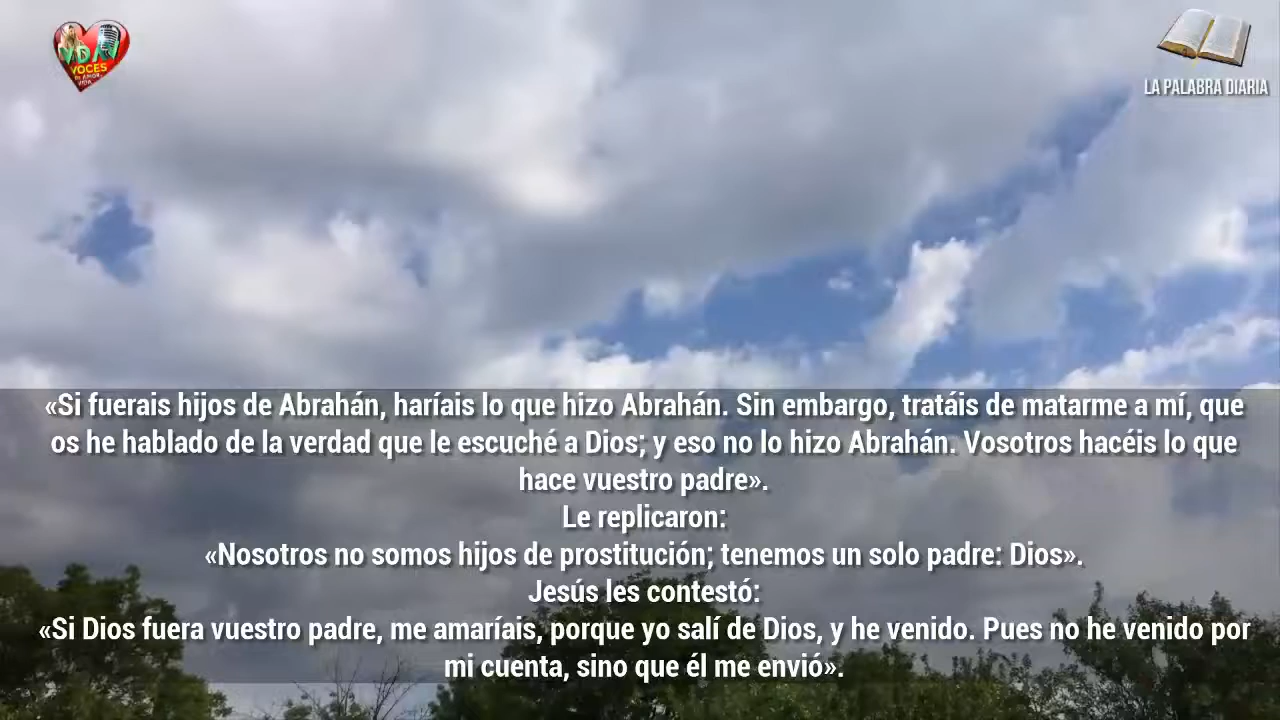 VDAV
VOCES
DE AMOR Y
VIDA
LA PALABRA DIARIA
«Si fuerais hijos de Abrahán, haríais lo que hizo Abrahán. Sin embargo, tratáis de matarme a mí, que
os he hablado de la verdad que le escuché a Dios; y eso no lo hizo Abrahán. Vosotros hacéis lo que
hace vuestro padre».
Le replicaron:
«Nosotros no somos hijos de prostitución; tenemos un solo padre: Dios».
Jesús les contestó:
«Si Dios fuera vuestro padre, me amaríais, porque yo salí de Dios, y he venido. Pues no he venido por
mi cuenta, sino que él me envió».